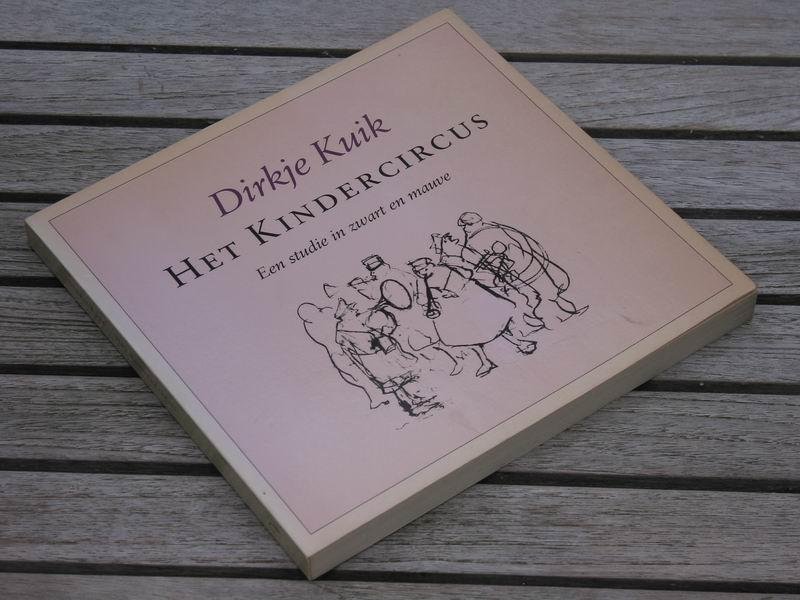 Dirkje Kuik
HET KINDERCIRCUS
Een studie in zwart en mauve